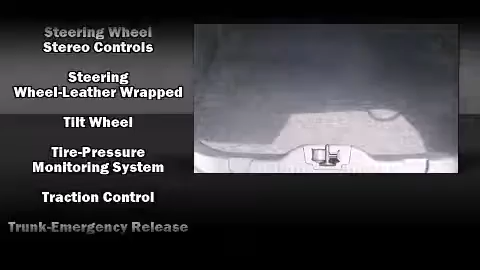 Steering Wheel
Stereo Controls
Steering
Wheel-Leather Wrapped
Tilt Wheel
Tire-Pressure
Monitoring System
Traction Control
Trunk-Emergency Release